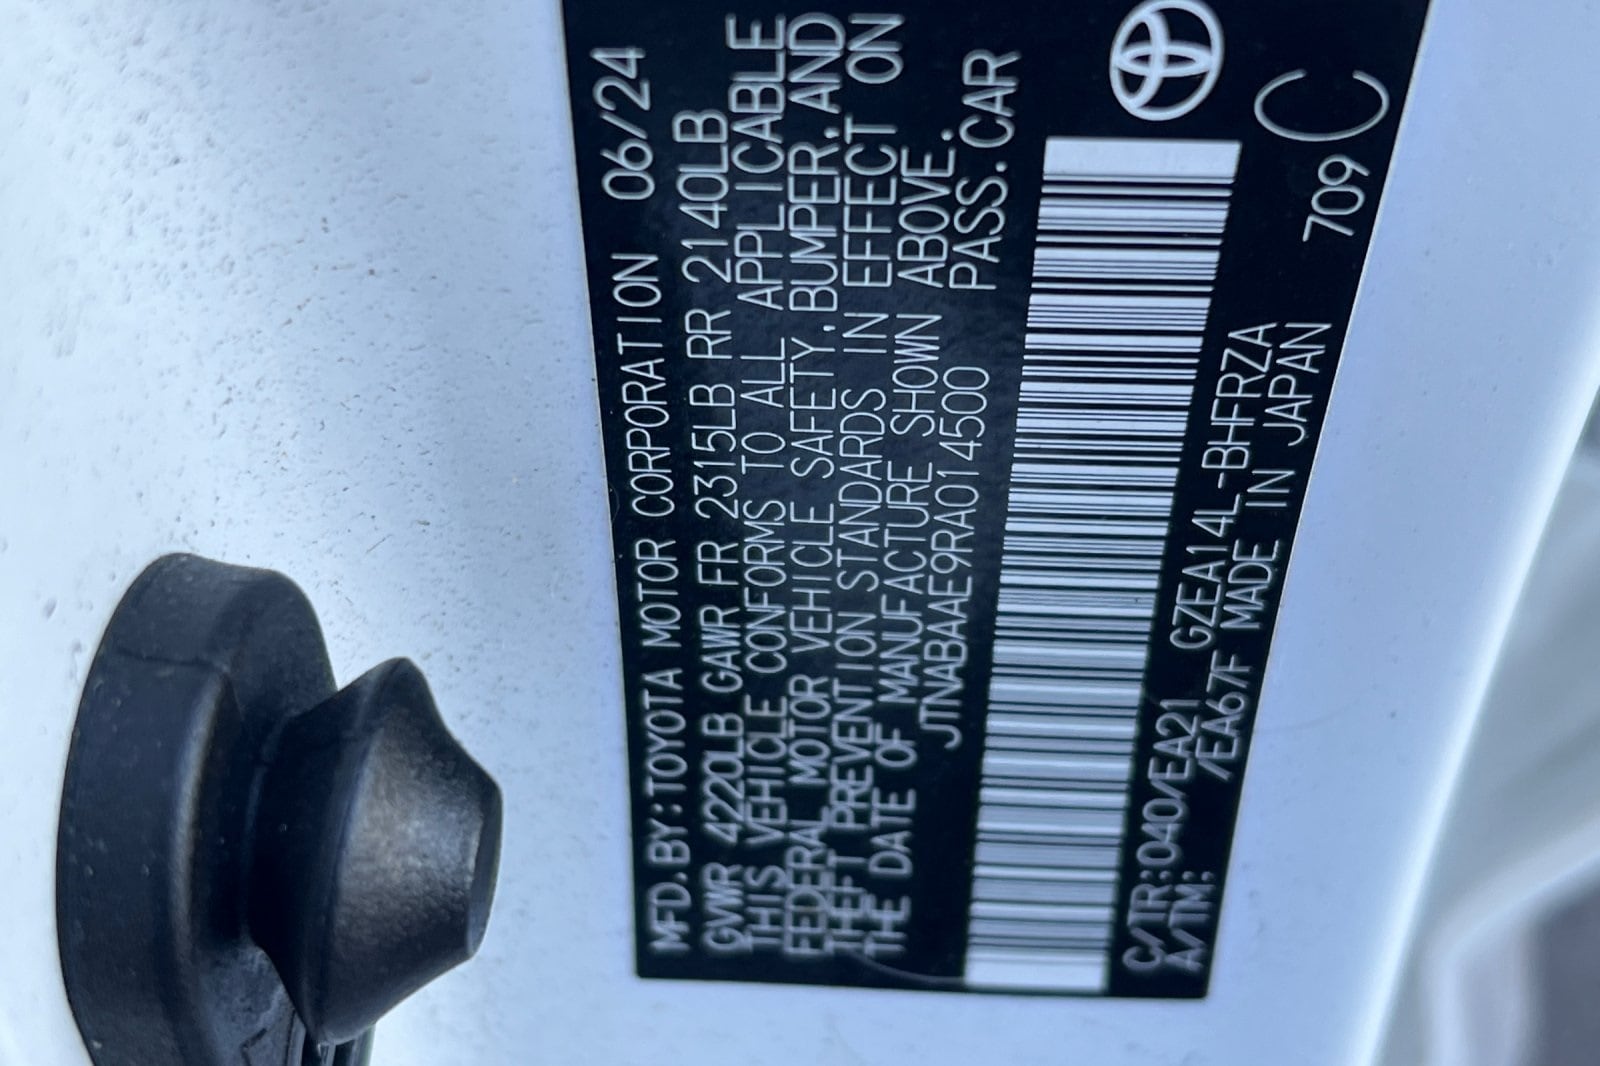 MFD.BY:TOYOTA MOTOR CORPORATION 06/24
GVWR 4220LB GAWR FR 2315LB RR 2140LB
THIS VEHICLE CONFORMS TO ALL APPLICABLE
FEDERAL MOTOR VEHICLE SAFETY,BUMPER,AND
THEFT PREVENTION STANDARDS IN EFFECT ON
THE DATE OF MANUFACTURE SHOWN ABOVE.
JTNABAAE9RA014500 PASS.CAR
C/TR:040/EA21 GZEA14L-BHFRZA
A/TM: /EA67F MADE IN JAPAN 709 C